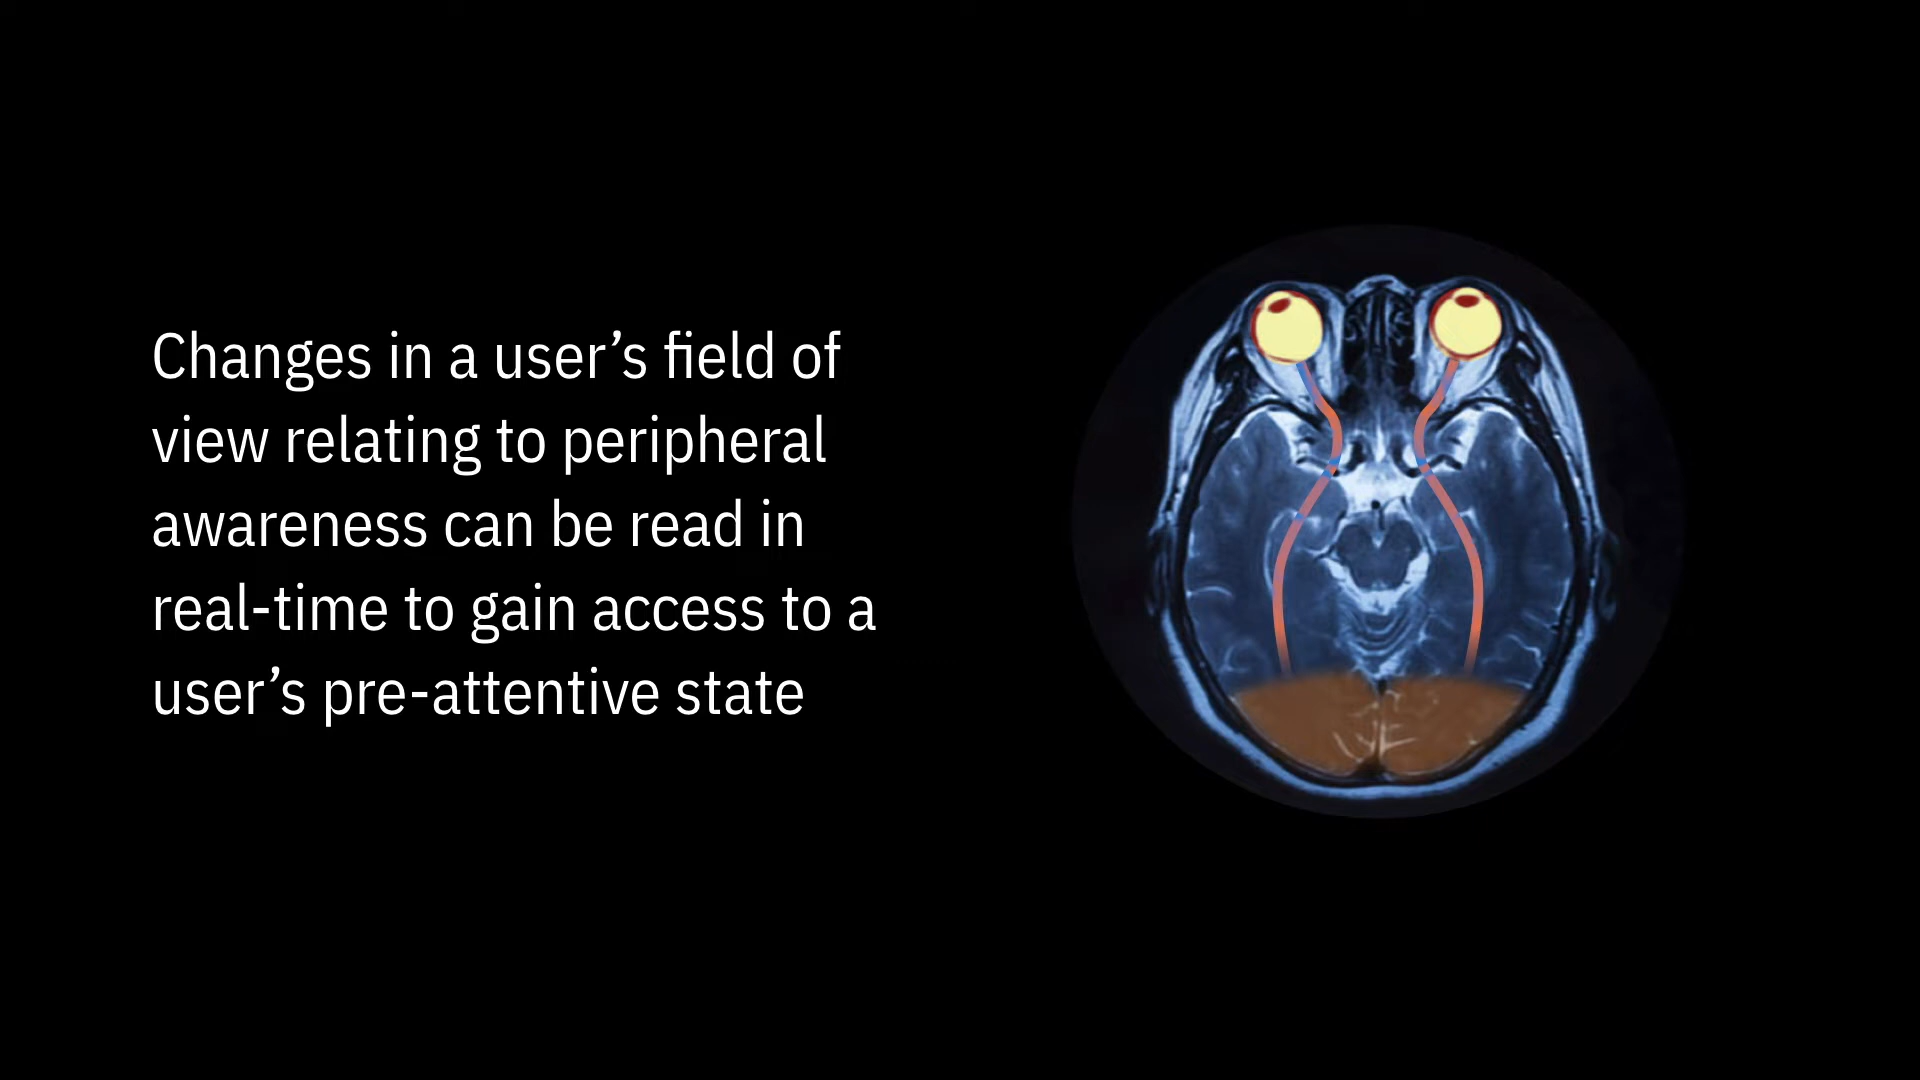 Changes in a user’s field of
view relating to peripheral
awareness can be read in
real-time to gain access to a
user’s pre-attentive state